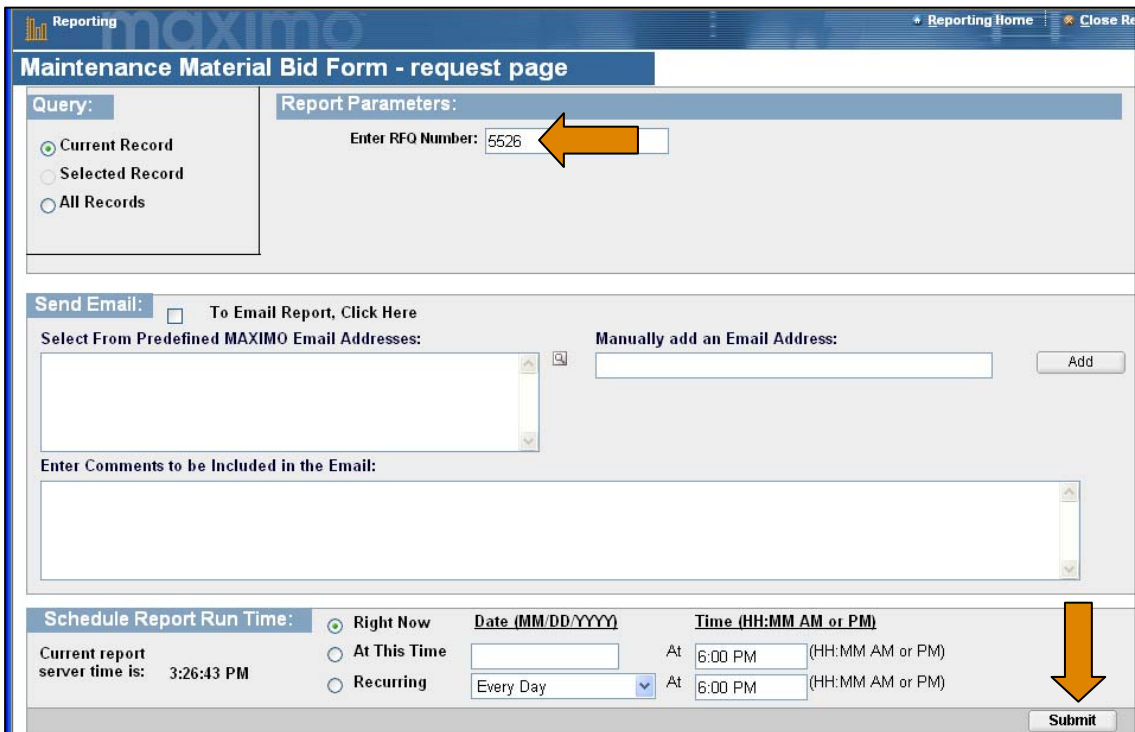 Reporting
maximo
Reporting Home
Close Re
Maintenance Material Bid Form - request page
Query:
Current Record
Selected Record
All Records
Report Parameters:
Enter RFQ Number: 5526
Send Email:
To Email Report, Click Here
Select From Predefined MAXIMO Email Addresses:
Manually add an Email Address:
Add
Enter Comments to be Included in the Email:
Schedule Report Run Time:
Current report
server time is: 3:26:43 PM
Right Now Date (MM/DD/YYYY) Time (HH:MM AM or PM)
At This Time At 6:00 PM (HH:MM AM or PM)
Recurring Every Day At 6:00 PM (HH:MM AM or PM)
Submit